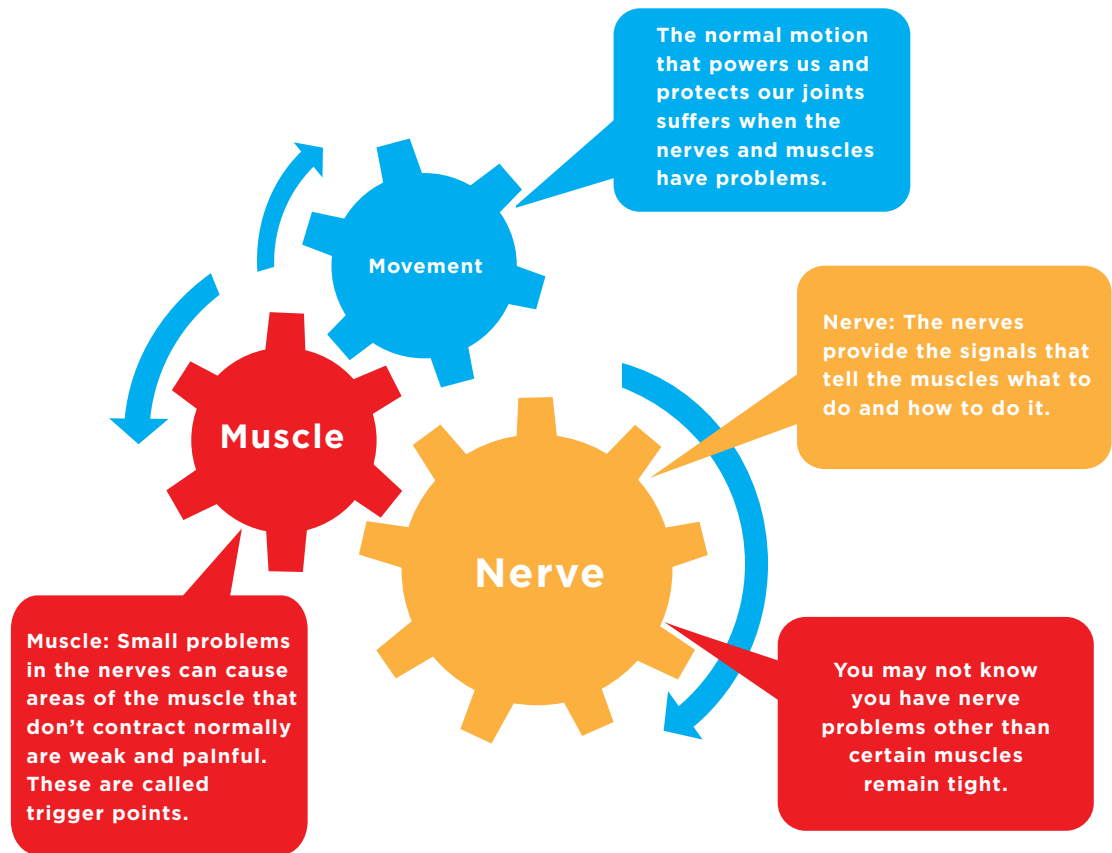 The normal motion
that powers us and
protects our joints
suffers when the
nerves and muscles
have problems.
Movement
Nerve: The nerves
provide the signals that
tell the muscles what to
do and how to do it.
Muscle
Nerve
Muscle: Small problems
in the nerves can cause
areas of the muscle that
don’t contract normally
are weak and paInful.
These are called
trigger points.
You may not know
you have nerve
problems other than
certain muscles
remain tight.